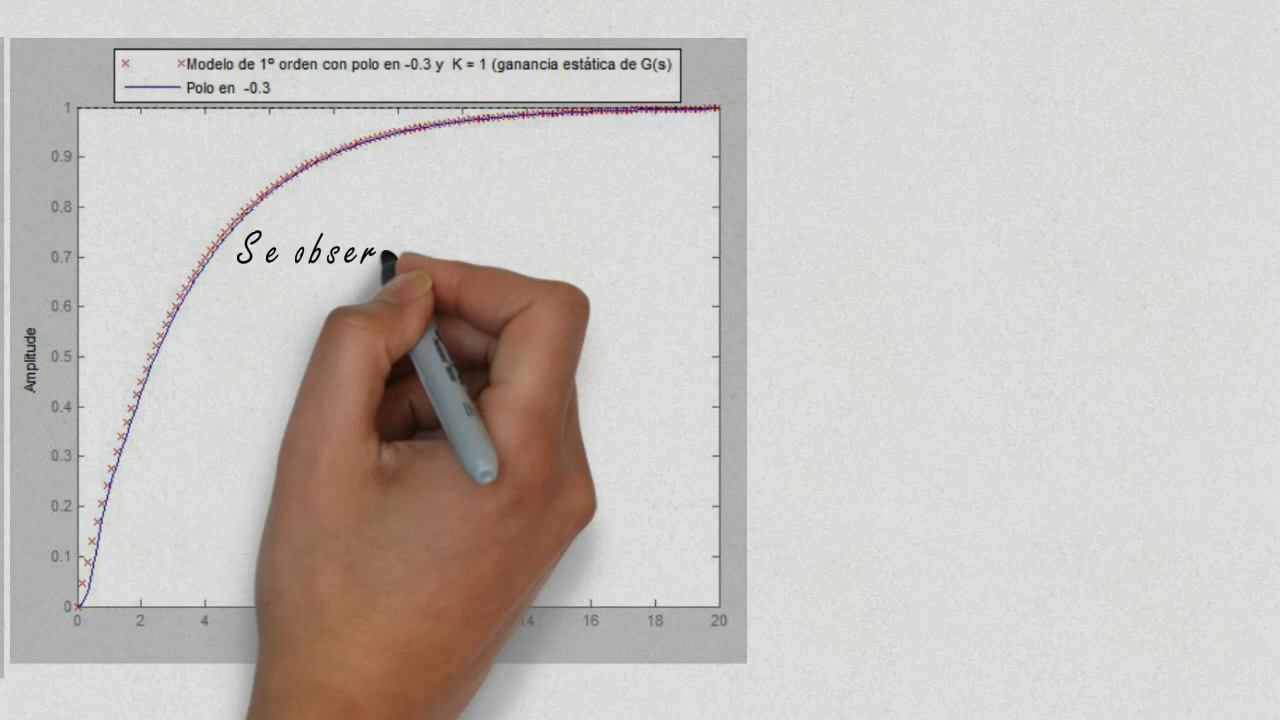 Modelo de 1º orden con polo en -0.3 y K = 1 (ganancia estática de G(s)
Polo en -0.3
1
0.9
0.8
Se obser
0.7
0.6
0.5
Amplitude
0.4
0.3
0.2
0.1
0
0 2 4 14 16 18 20